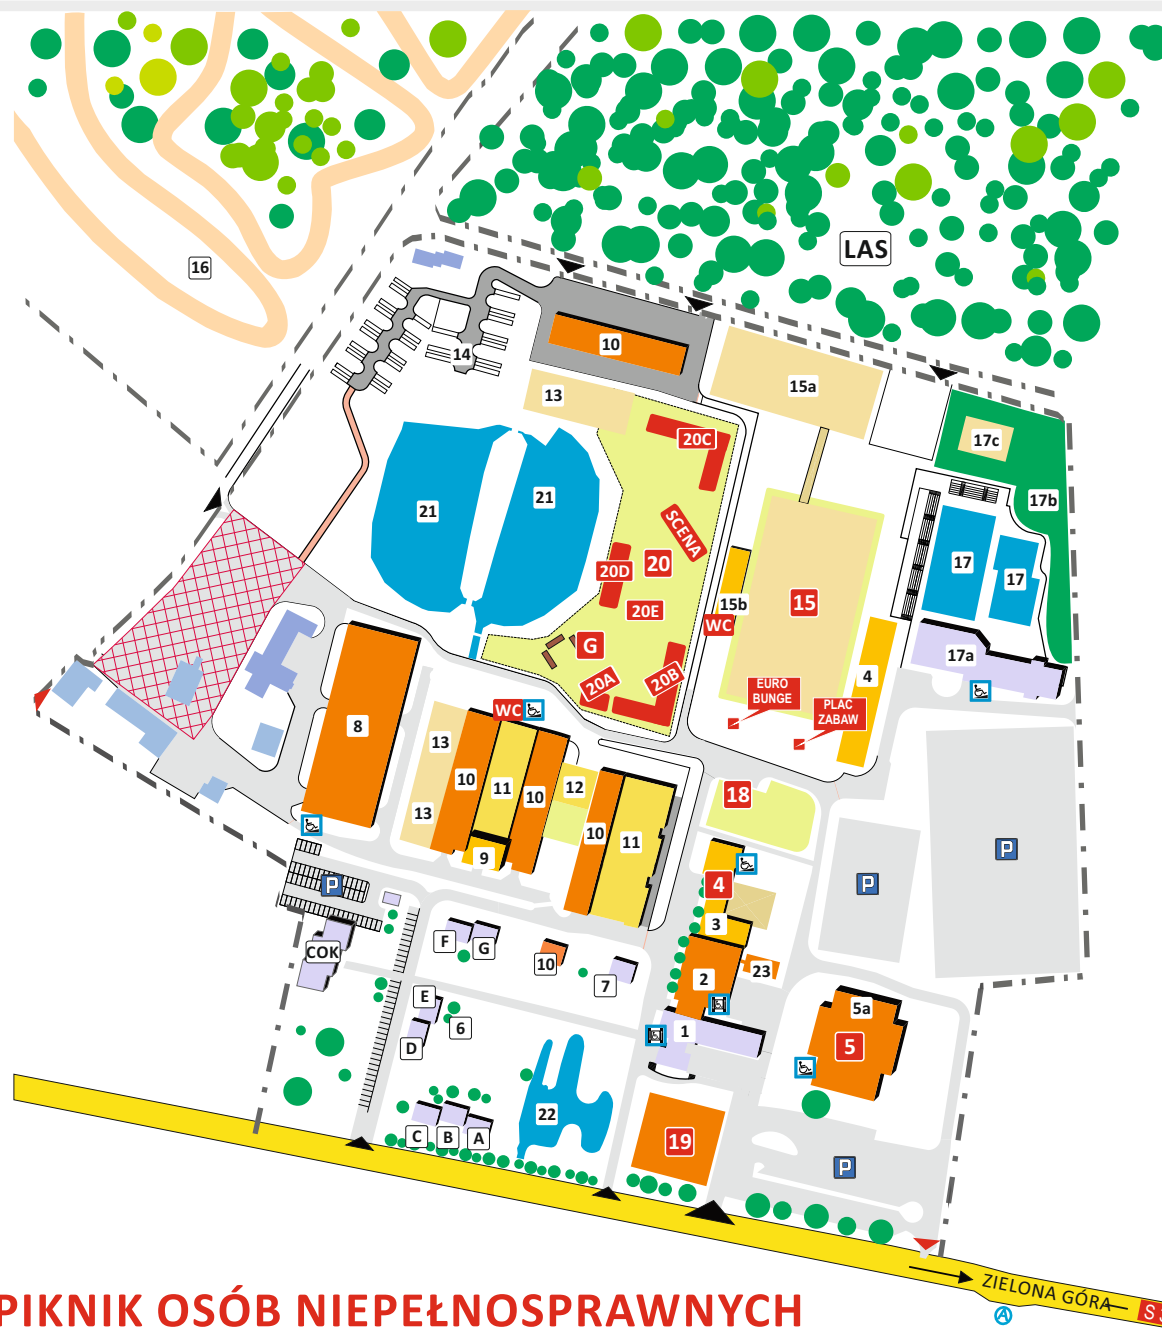 LAS
16
10
14
15a
13
20C
17c
21
21
SCENA
17b
20D
20
17
17
20E
15b
15
WC
G
17a
20A
20B
4
EURO
BUNGE
PLAC
ZABAW
WC
8
13
10
11
10
12
18
13
10
11
9
P
P
P
4
3
F
G
COK
10
7
2
23
E
6
D
1
5a
5
22
C
B
A
19
P
ZIELONA GÓRA
A
S 3
PIKNIK OSÓB NIEPEŁNOSPRAWNYCH